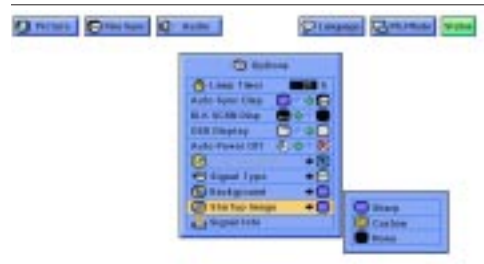 Picture Fine Sync Audio Language PRJ Mode Status
Options
Lamp Timer
Auto Sync Disp
BLK SCRN Disp
OSD Display
Auto Power Off
Signal Type
Background
StartUp Image
Signal Info
Sharp
Custom
None